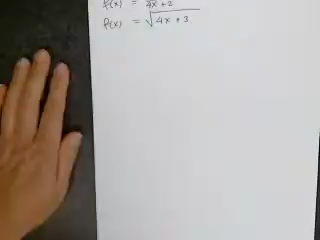 f(x) = 4x + 2
f(x) = √4x + 3